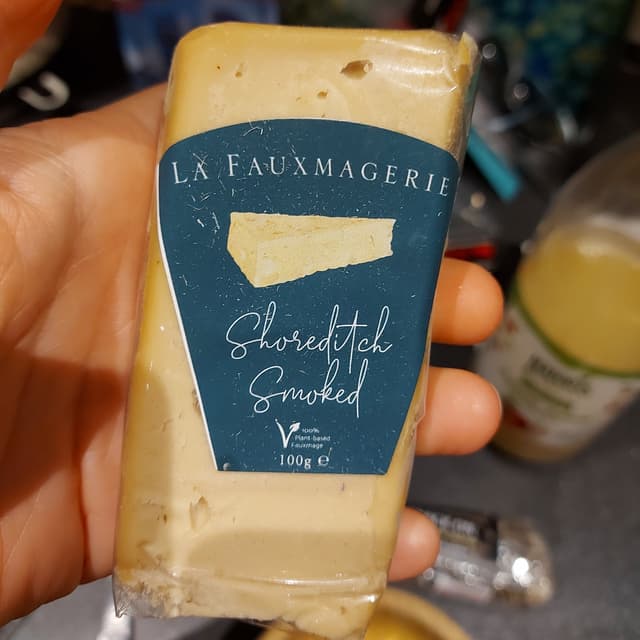 LA FAUXMAGERIE
Shoreditch
Smoked
100%
Plant-based
Fauxmage
100g ℮